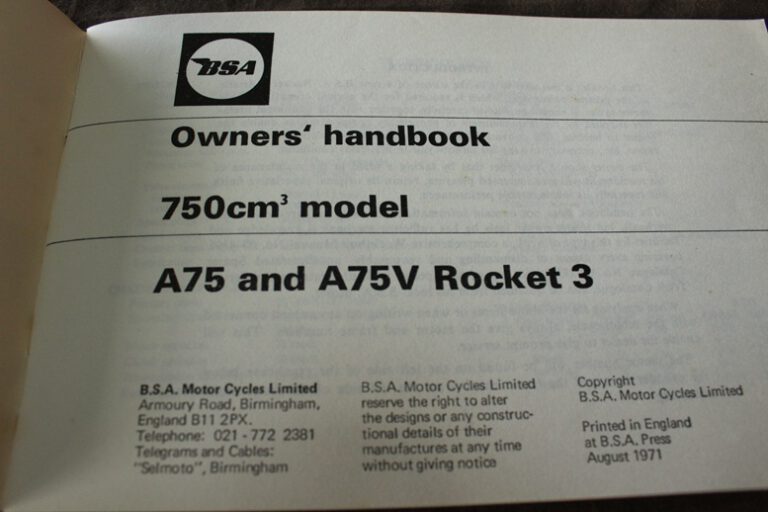 BSA
Owners' handbook
750cm³ model
A75 and A75V Rocket 3
B.S.A. Motor Cycles Limited
Armoury Road, Birmingham,
England B11 2PX.
Telephone: 021 - 772 2381
Telegrams and Cables:
"Selmoto", Birmingham
B.S.A. Motor Cycles Limited
reserve the right to alter
the designs or any construc-
tional details of their
manufactures at any time
without giving notice
Copyright
B.S.A. Motor Cycles Limited
Printed in England
at B.S.A. Press
August 1971